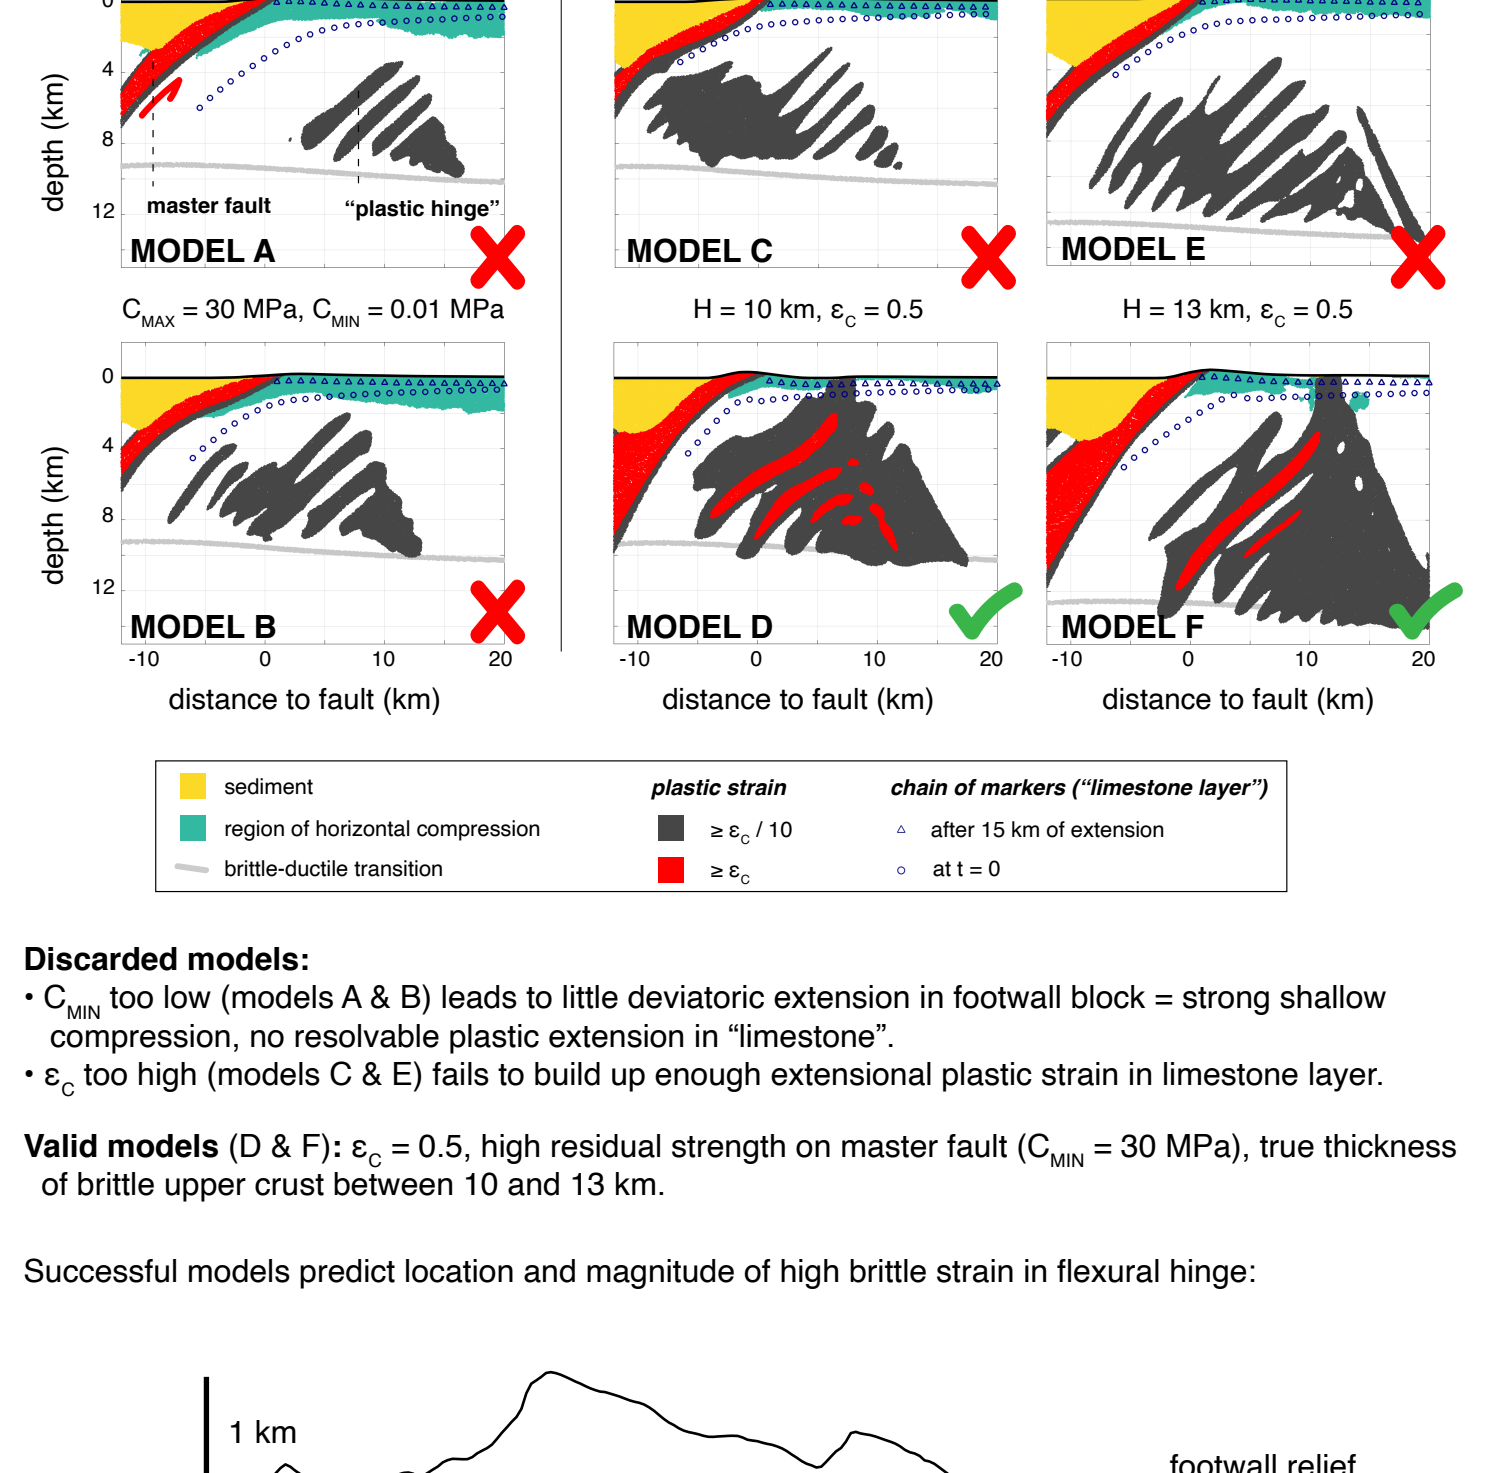 0
4
8
12
depth (km)
master fault
“plastic hinge”
MODEL A
MODEL C
MODEL E
C_MAX = 30 MPa, C_MIN = 0.01 MPa
H = 10 km, ε_C = 0.5
H = 13 km, ε_C = 0.5
0
4
8
12
depth (km)
MODEL B
MODEL D
MODEL F
-10 0 10 20
-10 0 10 20
-10 0 10 20
distance to fault (km)
distance to fault (km)
distance to fault (km)
sediment
region of horizontal compression
brittle-ductile transition
plastic strain
≥ ε_C / 10
≥ ε_C
chain of markers (“limestone layer”)
after 15 km of extension
at t = 0
Discarded models:
• C_MIN too low (models A & B) leads to little deviatoric extension in footwall block = strong shallow
compression, no resolvable plastic extension in “limestone”.
• ε_C too high (models C & E) fails to build up enough extensional plastic strain in limestone layer.
Valid models (D & F): ε_C = 0.5, high residual strength on master fault (C_MIN = 30 MPa), true thickness
of brittle upper crust between 10 and 13 km.
Successful models predict location and magnitude of high brittle strain in flexural hinge:
1 km
footwall relief